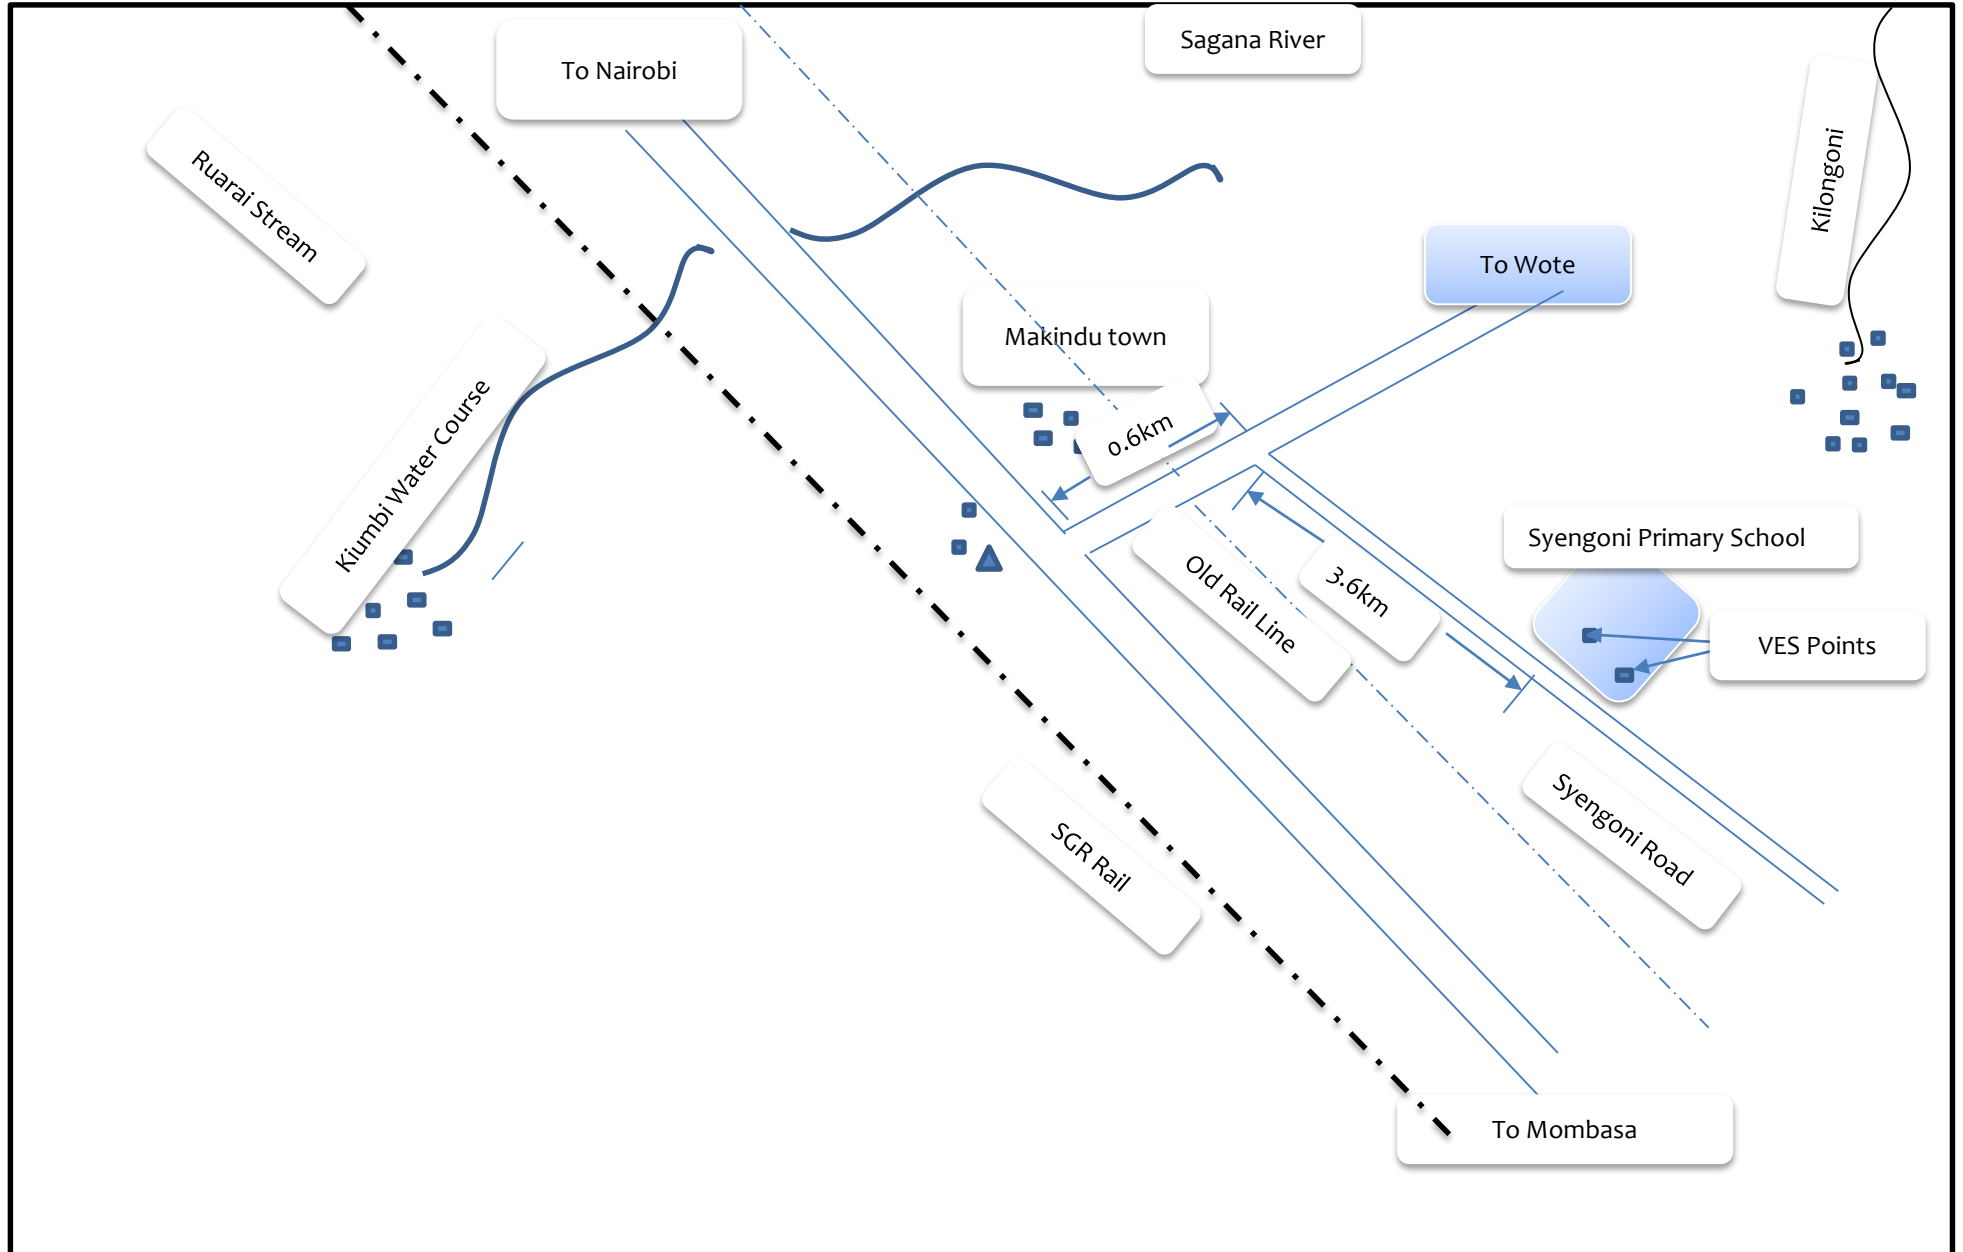 Sagana River
To Nairobi
Ruarai Stream
Kilongoni
To Wote
Makindu town
0.6km
Kiumbi Water Course
Syengoni Primary School
Old Rail Line
3.6km
VES Points
Syengoni Road
SGR Rail
To Mombasa